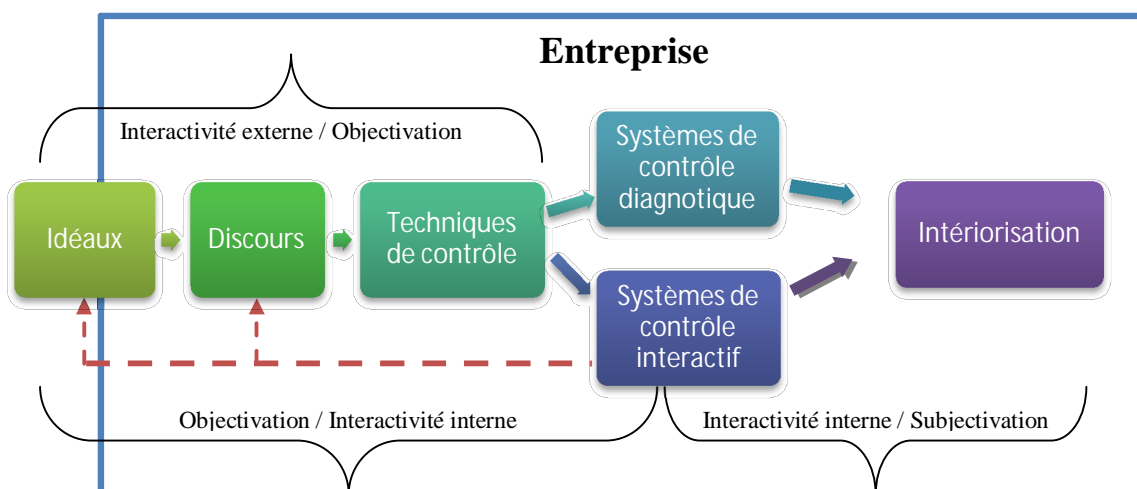 Entreprise
Interactivité externe / Objectivation
Idéaux
Discours
Techniques
de contrôle
Systèmes de
contrôle
diagnotique
Systèmes de
contrôle
interactif
Intériorisation
Objectivation / Interactivité interne
Interactivité interne / Subjectivation